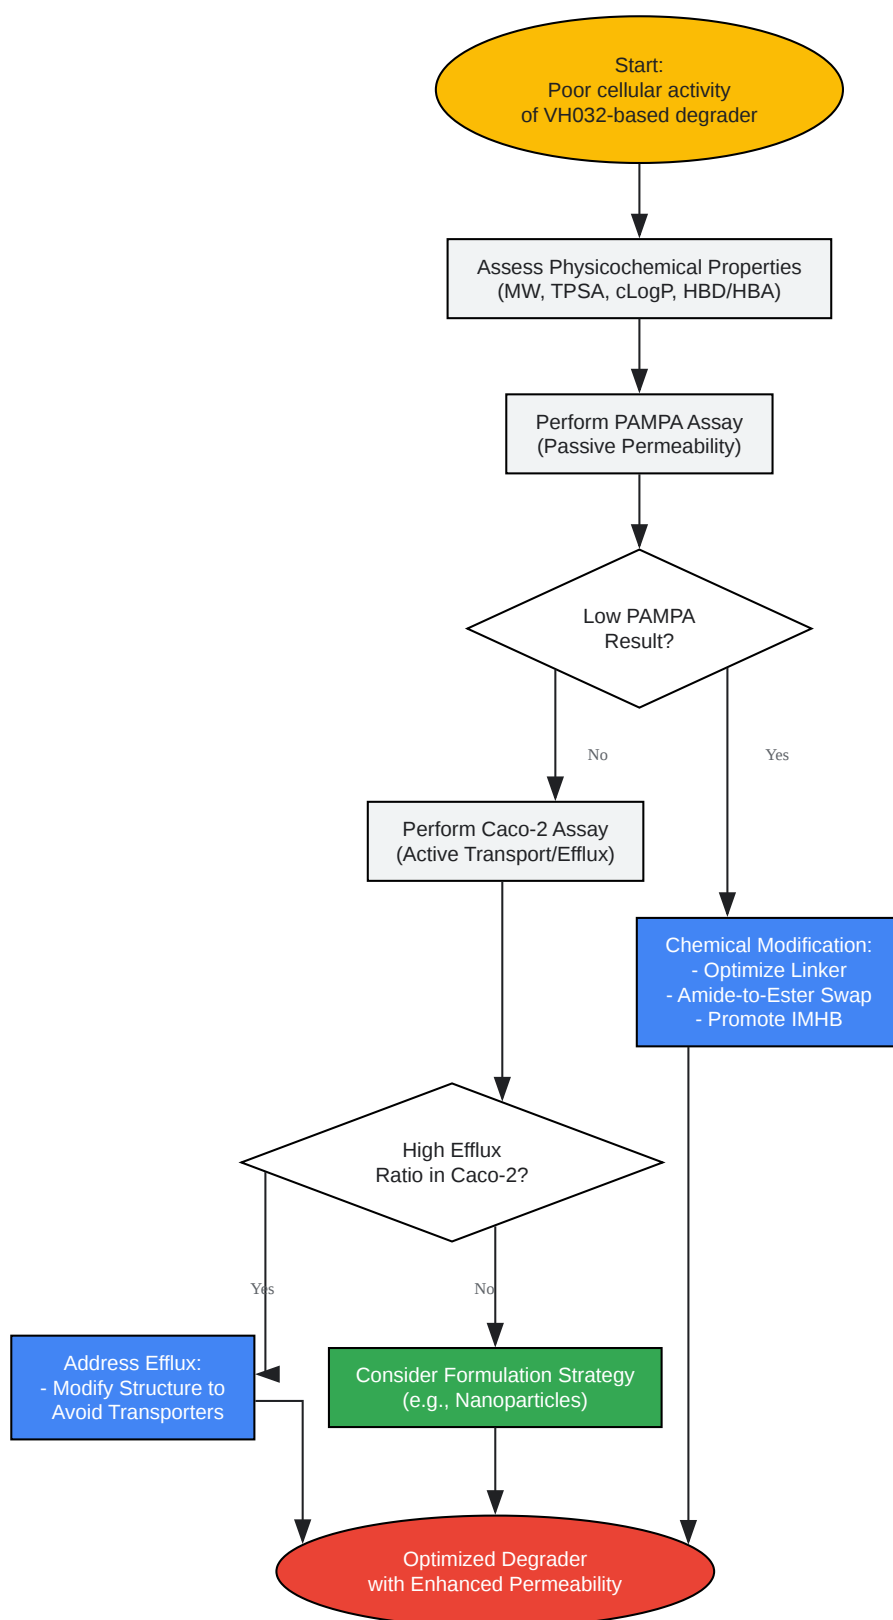 Start:
Poor cellular activity
of VH032-based degrader
Assess Physicochemical Properties
(MW, TPSA, cLogP, HBD/HBA)
Perform PAMPA Assay
(Passive Permeability)
Low PAMPA
Result?
No
Yes
Perform Caco-2 Assay
(Active Transport/Efflux)
Chemical Modification:
- Optimize Linker
- Amide-to-Ester Swap
- Promote IMHB
High Efflux
Ratio in Caco-2?
Yes
No
Address Efflux:
- Modify Structure to
Avoid Transporters
Consider Formulation Strategy
(e.g., Nanoparticles)
Optimized Degrader
with Enhanced Permeability